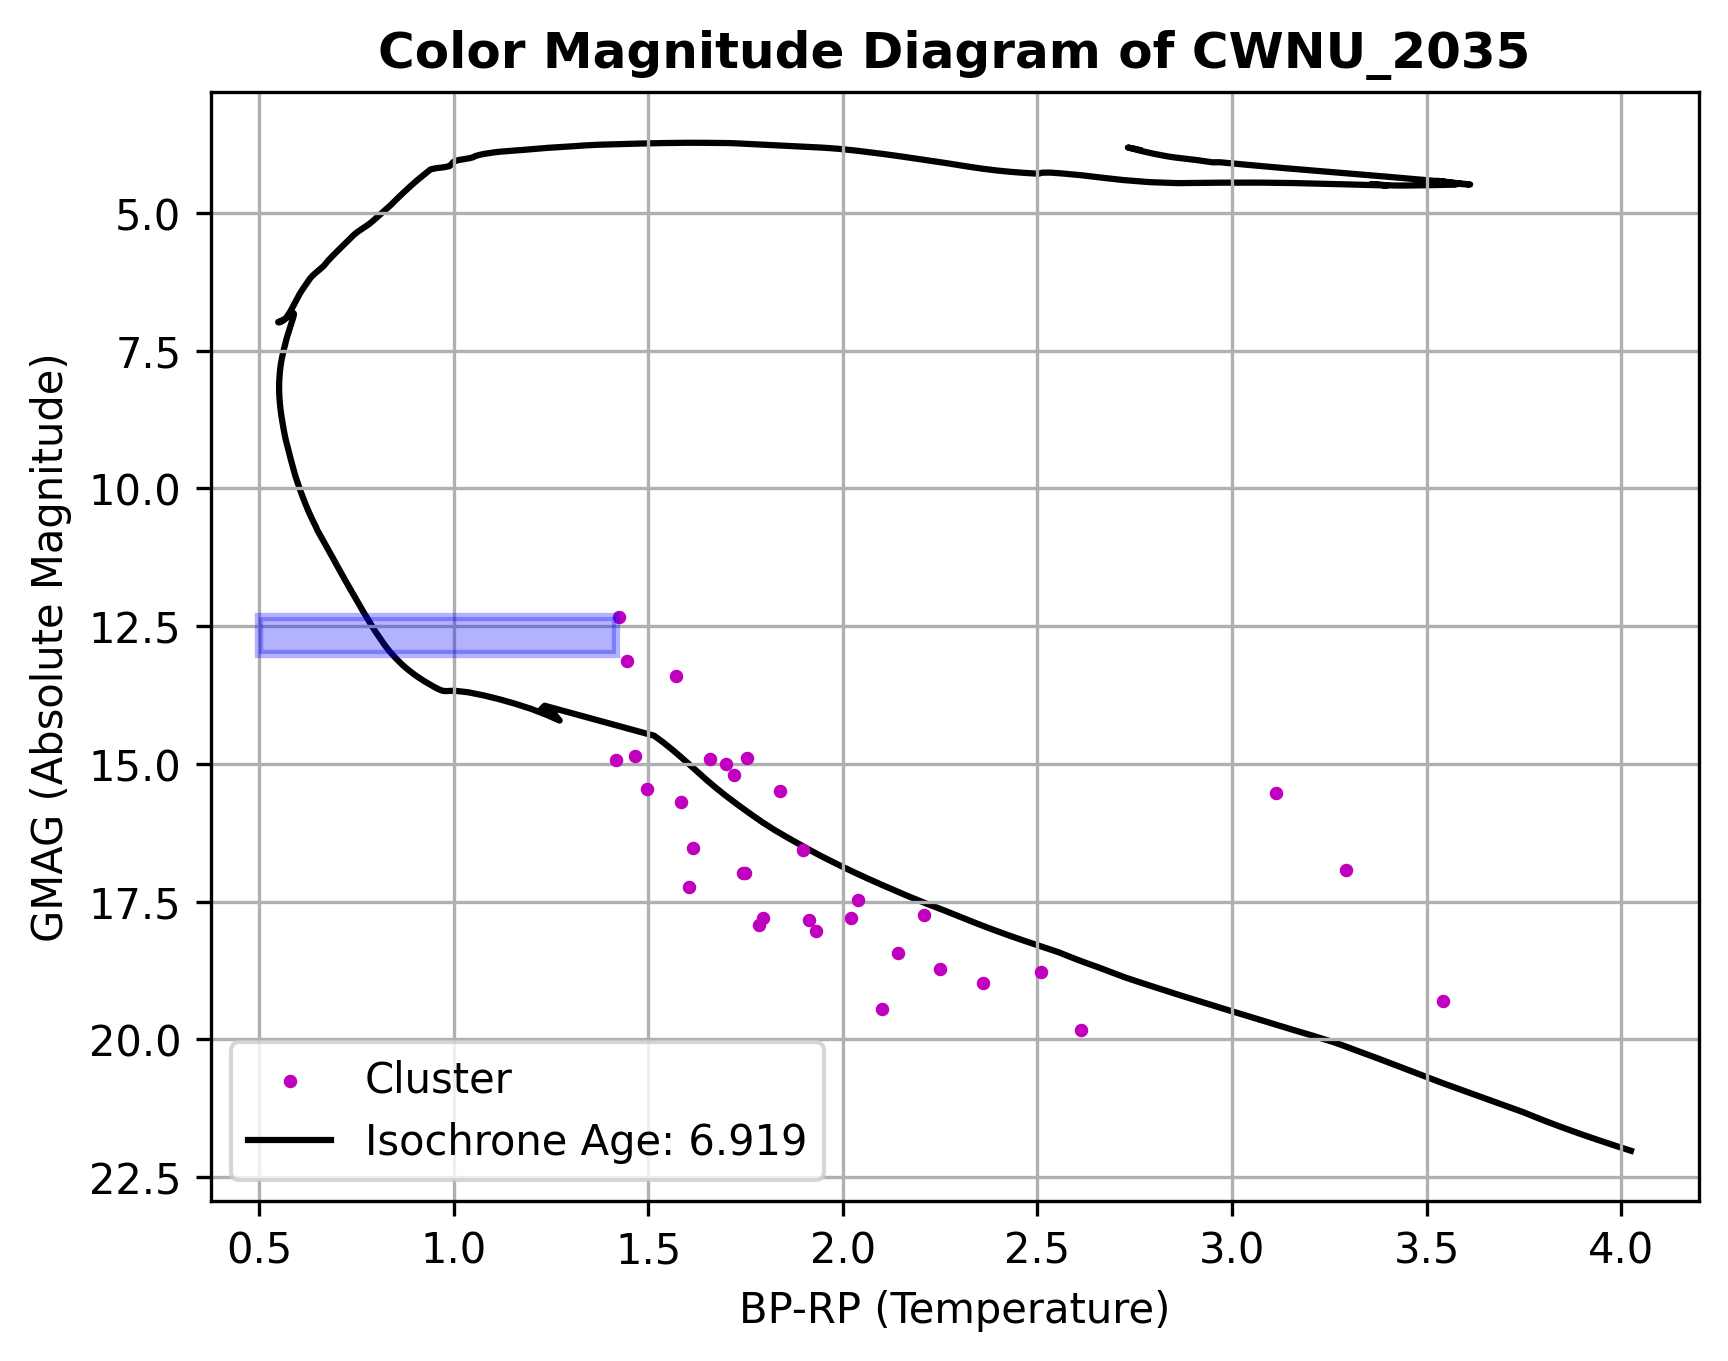 Color Magnitude Diagram of CWNU_2035
GMAG (Absolute Magnitude)
5.0
7.5
10.0
12.5
15.0
17.5
20.0
22.5
Cluster
Isochrone Age: 6.919
0.5 1.0 1.5 2.0 2.5 3.0 3.5 4.0
BP-RP (Temperature)